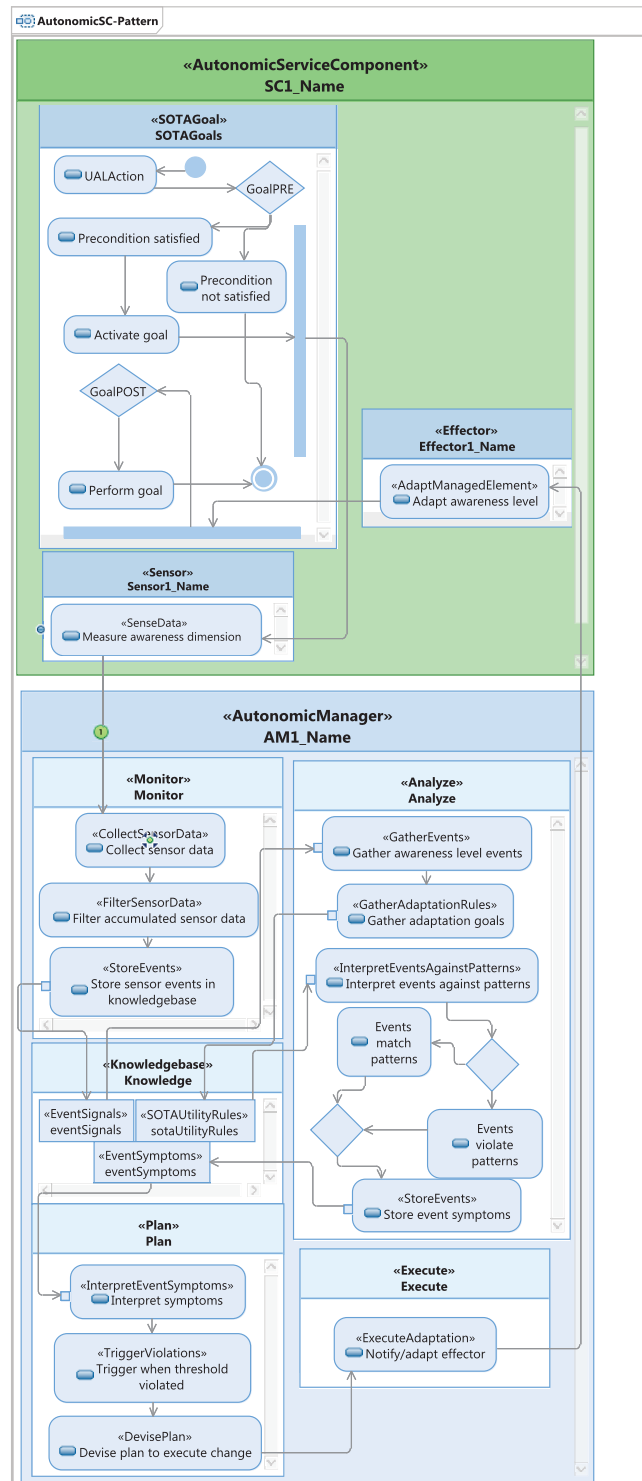 AutonomicSC-Pattern
«AutonomicServiceComponent»
SC1_Name
«SOTAGoal»
SOTAGoals
UALAction
GoalPRE
Precondition satisfied
Precondition
not satisfied
Activate goal
GoalPOST
Perform goal
«Effector»
Effector1_Name
«AdaptManagedElement»
Adapt awareness level
«Sensor»
Sensor1_Name
«SenseData»
Measure awareness dimension
1
«AutonomicManager»
AM1_Name
«Monitor»
Monitor
«CollectSensorData»
Collect sensor data
«FilterSensorData»
Filter accumulated sensor data
«StoreEvents»
Store sensor events in
knowledgebase
«Analyze»
Analyze
«GatherEvents»
Gather awareness level events
«GatherAdaptationRules»
Gather adaptation goals
«InterpretEventsAgainstPatterns»
Interpret events against patterns
Events
match
patterns
Events
violate
patterns
«StoreEvents»
Store event symptoms
«Knowledgebase»
Knowledge
«EventSignals»
eventSignals
«SOTAUtilityRules»
sotaUtilityRules
«EventSymptoms»
eventSymptoms
«Plan»
Plan
«InterpretEventSymptoms»
Interpret symptoms
«TriggerViolations»
Trigger when threshold
violated
«DevisePlan»
Devise plan to execute change
«Execute»
Execute
«ExecuteAdaptation»
Notify/adapt effector